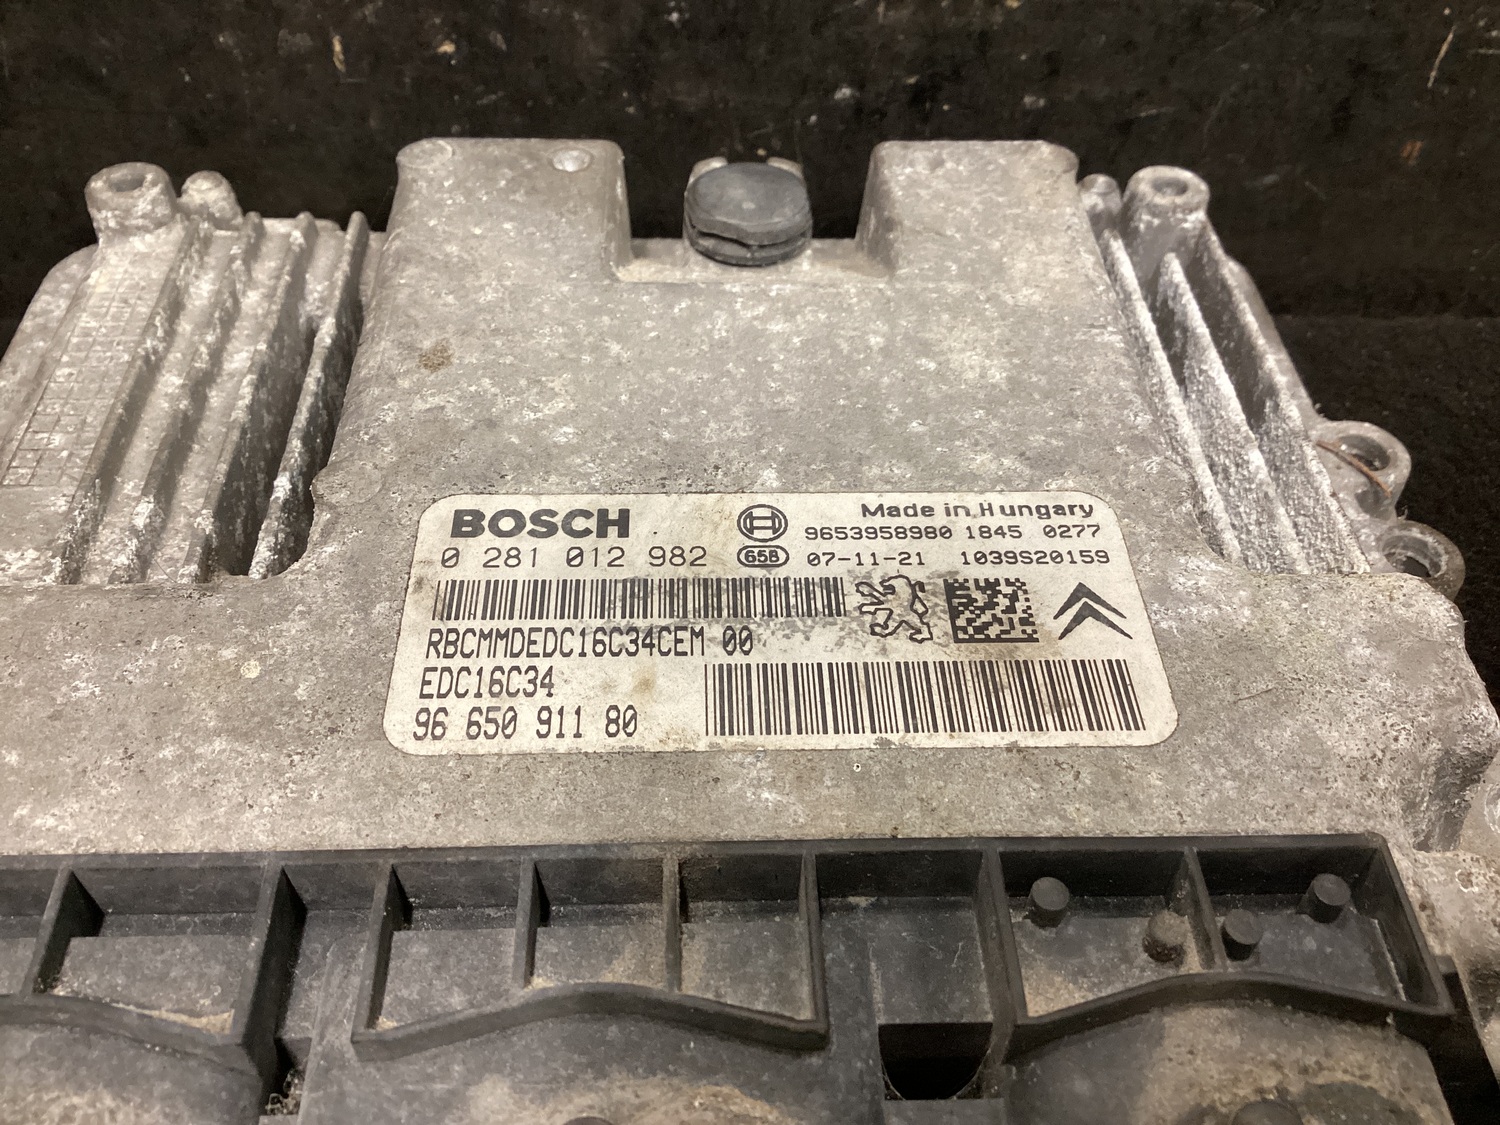 BOSCH
Made in Hungary
9653958980 1845 0277
0 281 012 982
65B
07-11-21 1039S20159
RBCMMDEDC16C34CEM 00
EDC16C34
96 650 911 80